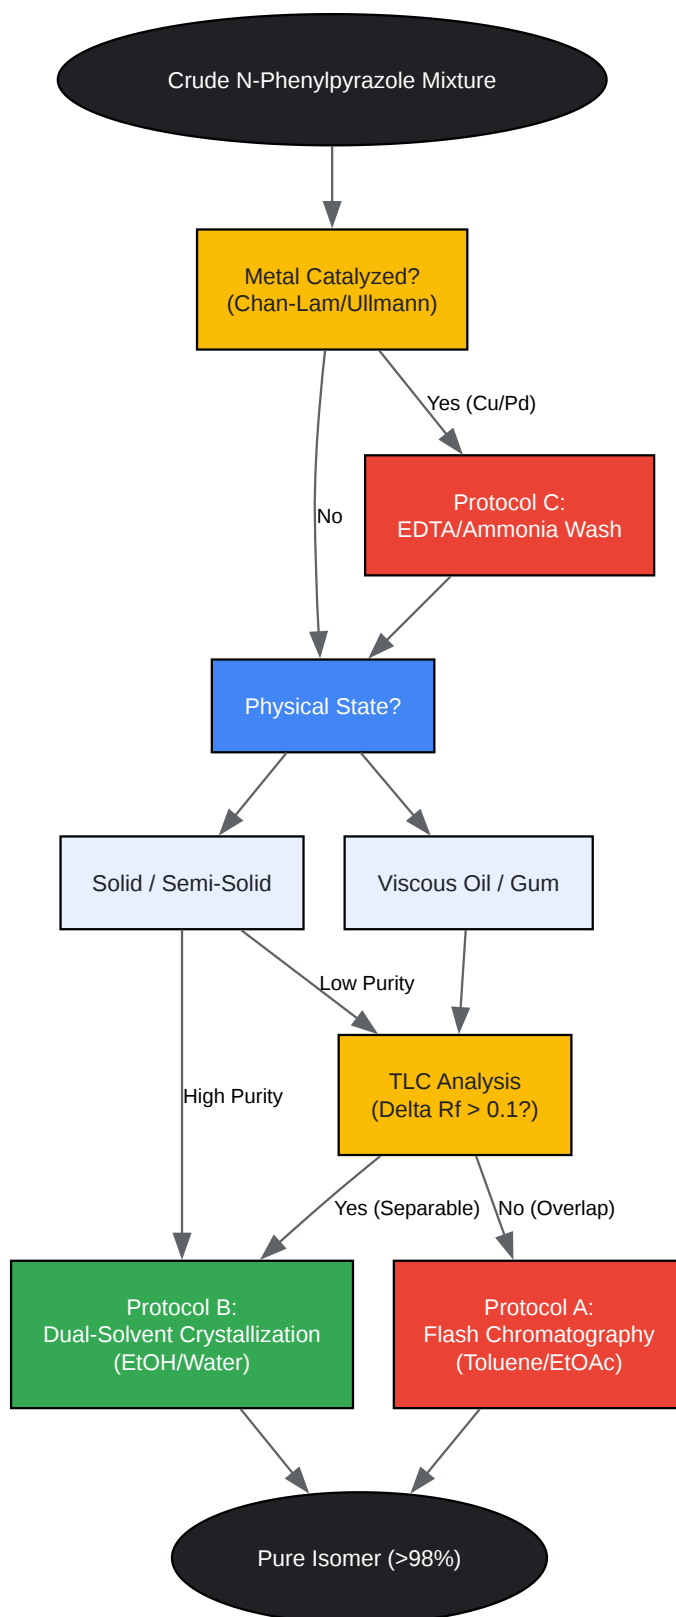 Crude N-Phenylpyrazole Mixture
Metal Catalyzed?
(Chan-Lam/Ullmann)
Yes (Cu/Pd)
Protocol C:
EDTA/Ammonia Wash
No
Physical State?
Solid / Semi-Solid
Viscous Oil / Gum
Low Purity
TLC Analysis
(Delta Rf > 0.1?)
High Purity
Yes (Separable)
No (Overlap)
Protocol B:
Dual-Solvent Crystallization
(EtOH/Water)
Protocol A:
Flash Chromatography
(Toluene/EtOAc)
Pure Isomer (>98%)